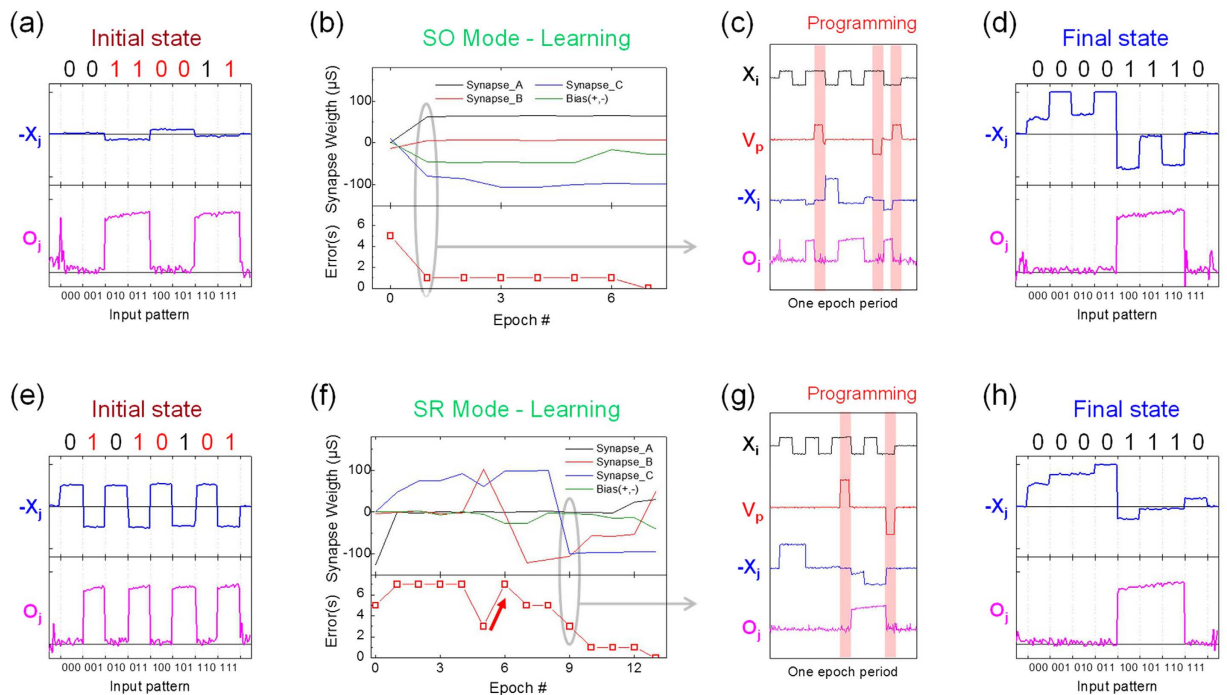 (a)
Initial state
0 0 1 1 0 0 1 1
-Xj
Oj
000 001 010 011 100 101 110 111
Input pattern
(b)
SO Mode - Learning
Synapse_A
Synapse_C
Synapse_B
Bias(+,-)
Synapse Weigth (µS)
100
0
-100
Error(s)
6
4
2
0
0 3 6
Epoch #
(c)
Programming
Xi
Vp
-Xj
Oj
One epoch period
(d)
Final state
0 0 0 0 1 1 1 0
-Xj
Oj
000 001 010 011 100 101 110 111
Input pattern
(e)
Initial state
0 1 0 1 0 1 0 1
-Xj
Oj
000 001 010 011 100 101 110 111
Input pattern
(f)
SR Mode - Learning
Synapse_A
Synapse_B
Synapse_C
Bias(+,-)
Synapse Weigth (µS)
100
0
-100
Error(s)
6
4
2
0
0 3 6 9 12
Epoch #
(g)
Programming
Xi
Vp
-Xj
Oj
One epoch period
(h)
Final state
0 0 0 0 1 1 1 0
-Xj
Oj
000 001 010 011 100 101 110 111
Input pattern